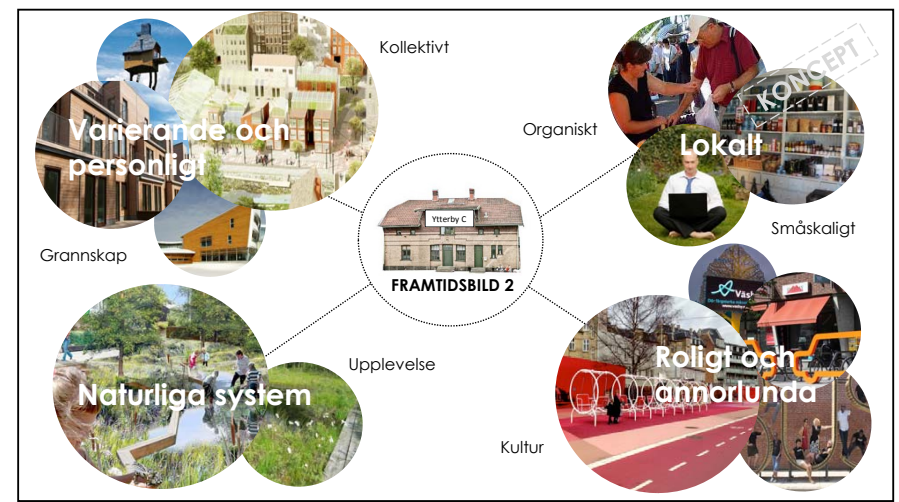 Kollektivt
KONCEPT
Varierande och
personligt
Organiskt
Lokalt
Ytterby C
Grannskap
Småskaligt
FRAMTIDSBILD 2
Väst
Upplevelse
Roligt och
annorlunda
Naturliga system
Kultur